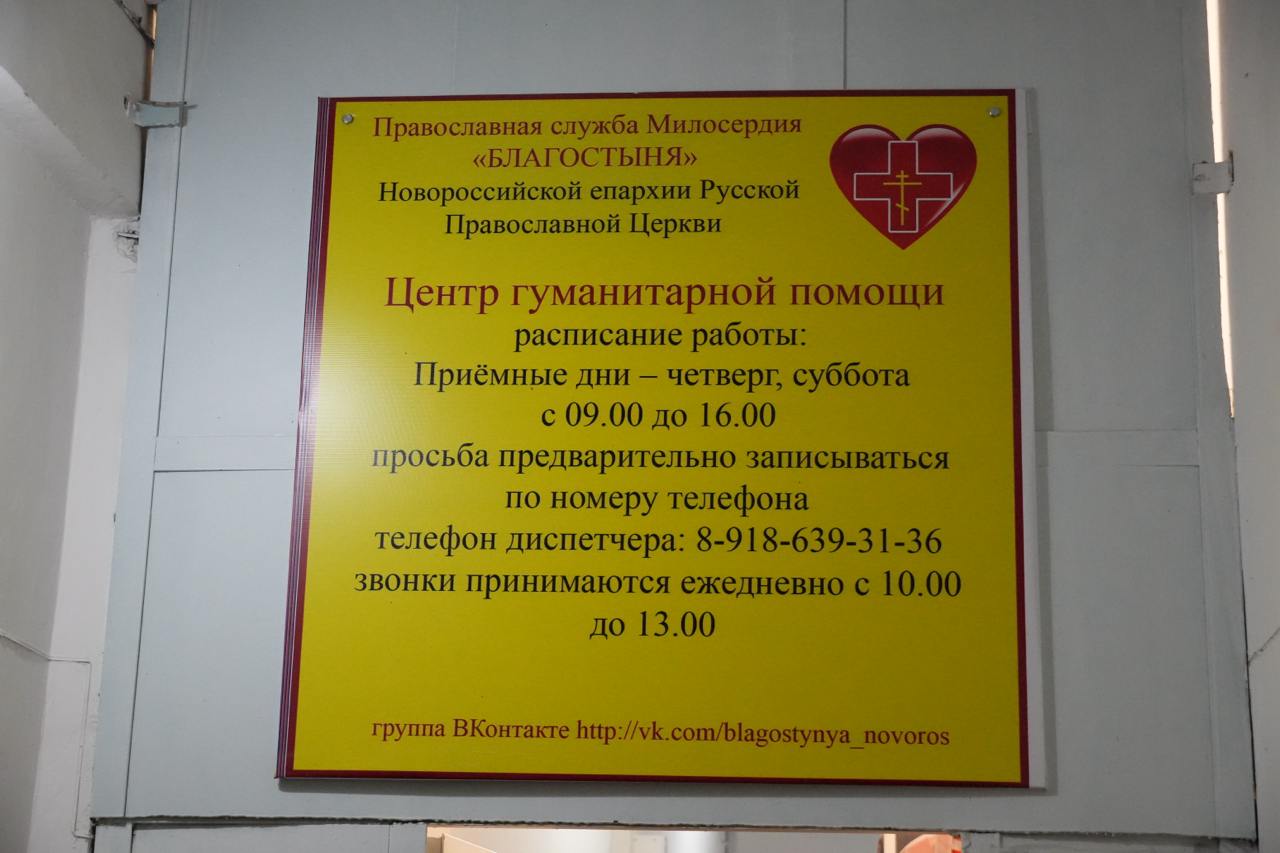 Православная служба Милосердия
«БЛАГОСТЫНЯ»
Новороссийской епархии Русской
Православной Церкви
Центр гуманитарной помощи
расписание работы:
Приёмные дни – четверг, суббота
с 09.00 до 16.00
просьба предварительно записываться
по номеру телефона
телефон диспетчера: 8-918-639-31-36
звонки принимаются ежедневно с 10.00
до 13.00
группа ВКонтакте http://vk.com/blagostynya_novoros